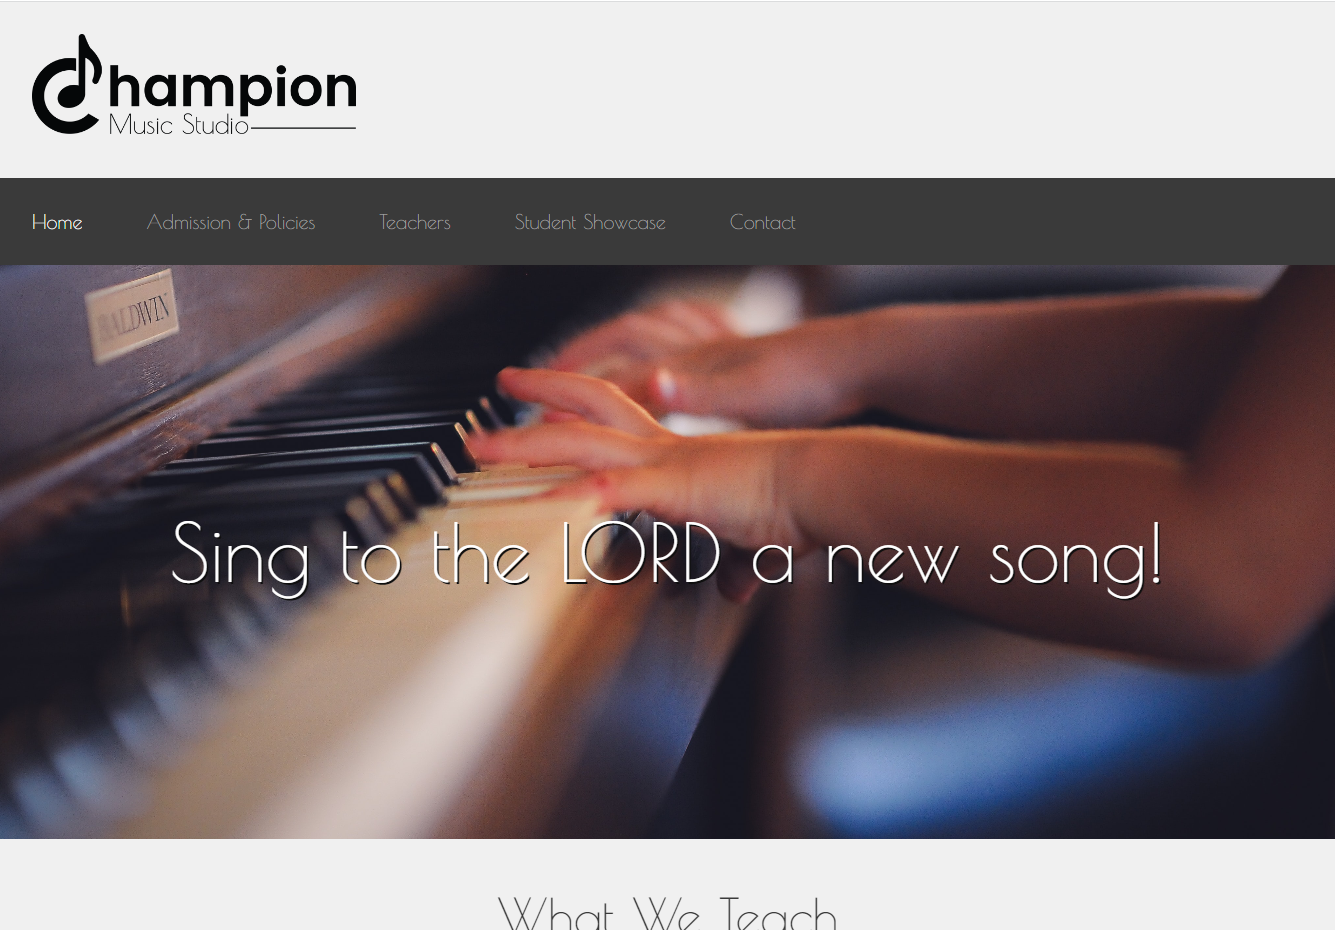 Champion
Music Studio
Home Admission & Policies Teachers Student Showcase Contact
BALDWIN
Sing to the LORD a new song!
What We Teach